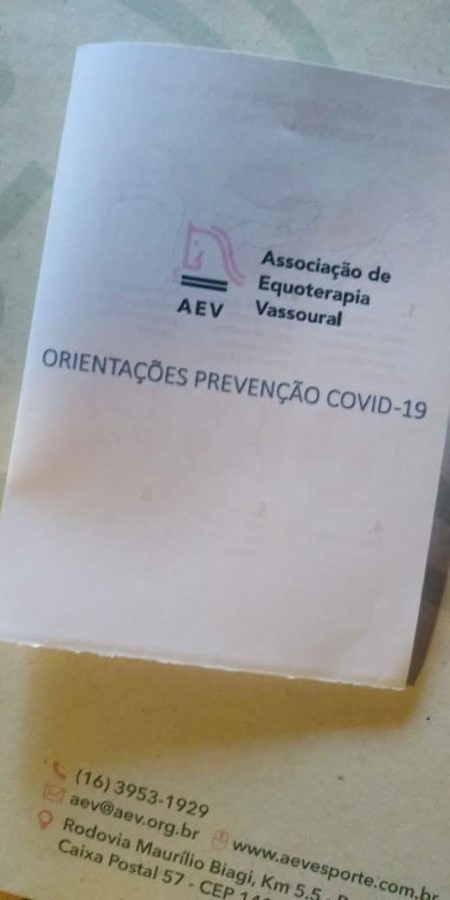 Associação de
Equoterapia
Vassoural
AEV
ORIENTAÇÕES PREVENÇÃO COVID-19
(16) 3953-1929
aev@aev.org.br www.aevesporte.com.br
Rodovia Maurílio Biagi, Km 5,5
Caixa Postal 57 - CEP